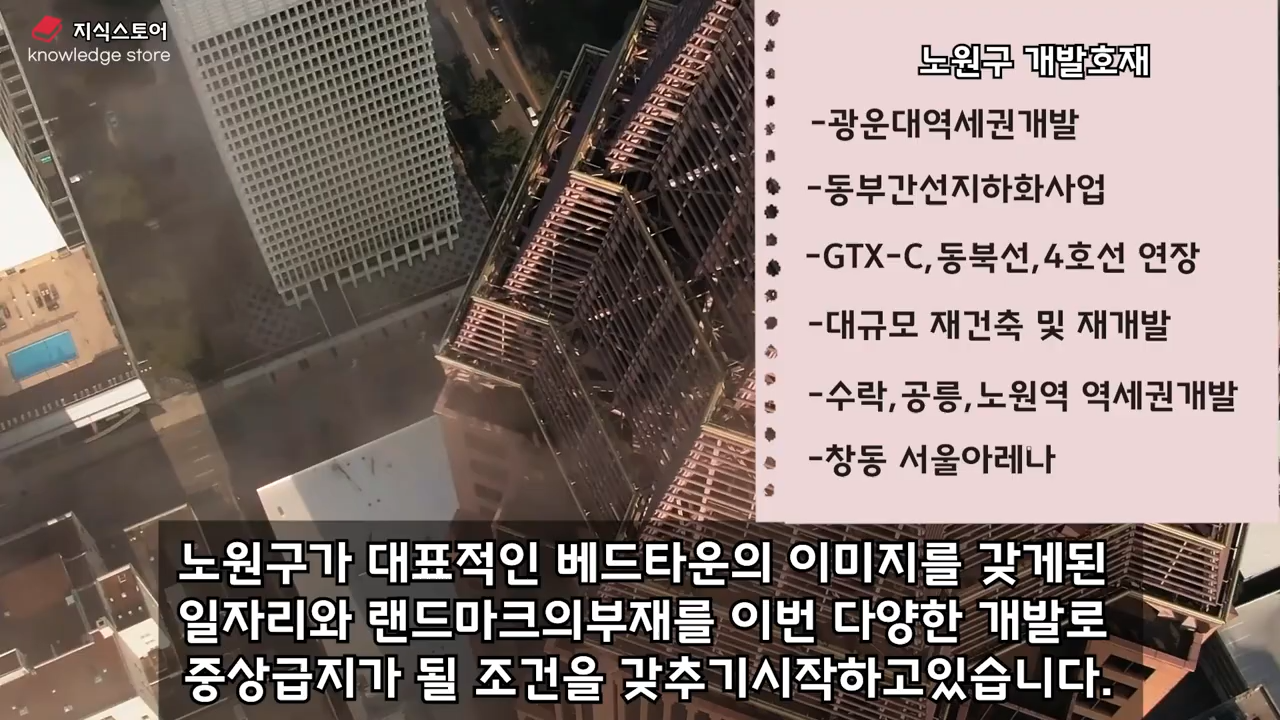 지식스토어
knowledge store
노원구 개발호재
-광운대역세권개발
-동부간선지하화사업
-GTX-C,동북선,4호선 연장
-대규모 재건축 및 재개발
-수락,공릉,노원역 역세권개발
-창동 서울아레나
노원구가 대표적인 베드타운의 이미지를 갖게된
일자리와 랜드마크의부재를 이번 다양한 개발로
중상급지가 될 조건을 갖추기시작하고있습니다.